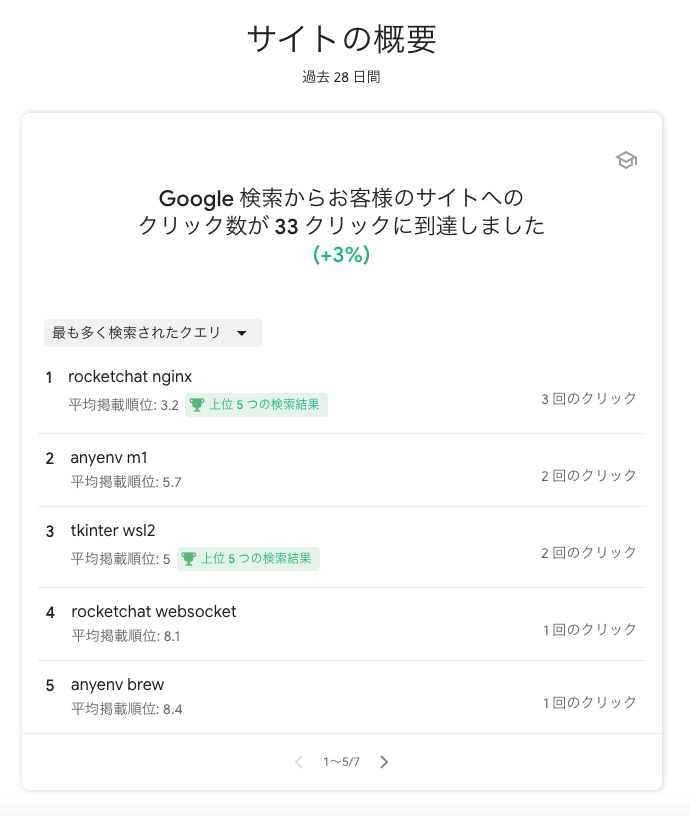 サイトの概要
過去 28 日間
Google 検索からお客様のサイトへの
クリック数が 33 クリックに到達しました
(+3%)
最も多く検索されたクエリ
1 rocketchat nginx
平均掲載順位: 3.2 上位 5 つの検索結果
3 回のクリック
2 anyenv m1
平均掲載順位: 5.7
2 回のクリック
3 tkinter wsl2
平均掲載順位: 5 上位 5 つの検索結果
2 回のクリック
4 rocketchat websocket
平均掲載順位: 8.1
1 回のクリック
5 anyenv brew
平均掲載順位: 8.4
1 回のクリック
1〜5/7